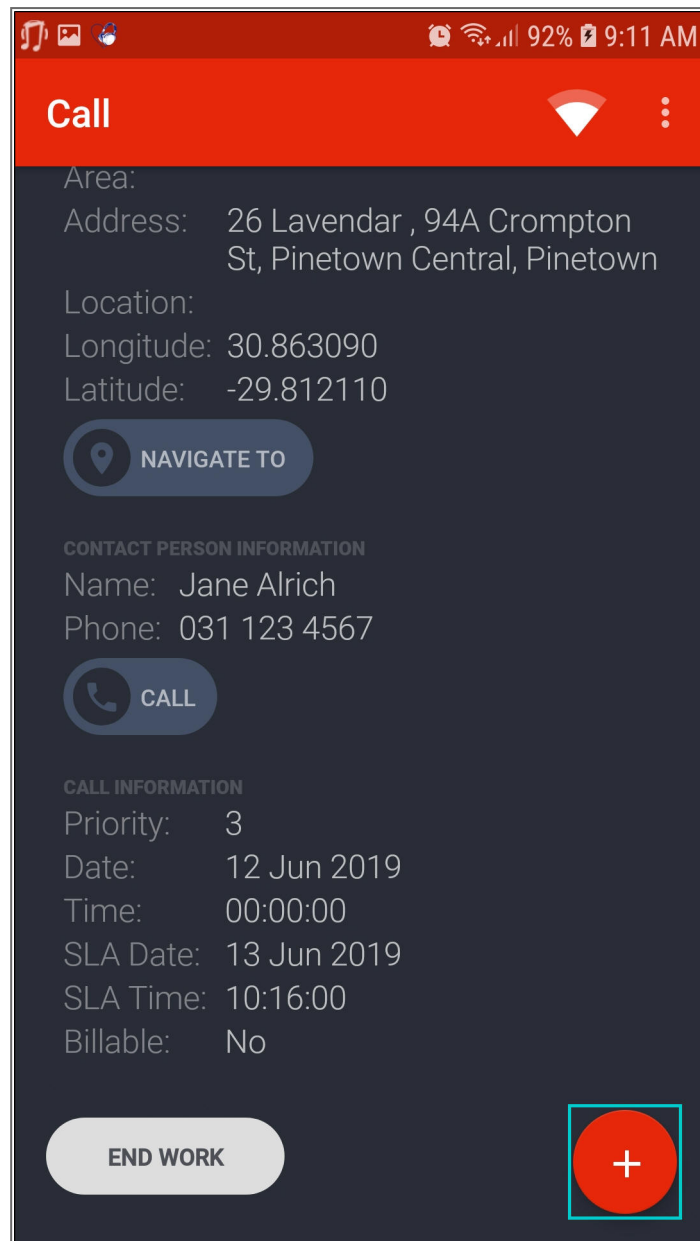 92% 9:11 AM
Call
Area:
Address: 26 Lavendar , 94A Crompton
St, Pinetown Central, Pinetown
Location:
Longitude: 30.863090
Latitude: -29.812110
NAVIGATE TO
CONTACT PERSON INFORMATION
Name: Jane Alrich
Phone: 031 123 4567
CALL
CALL INFORMATION
Priority: 3
Date: 12 Jun 2019
Time: 00:00:00
SLA Date: 13 Jun 2019
SLA Time: 10:16:00
Billable: No
END WORK +